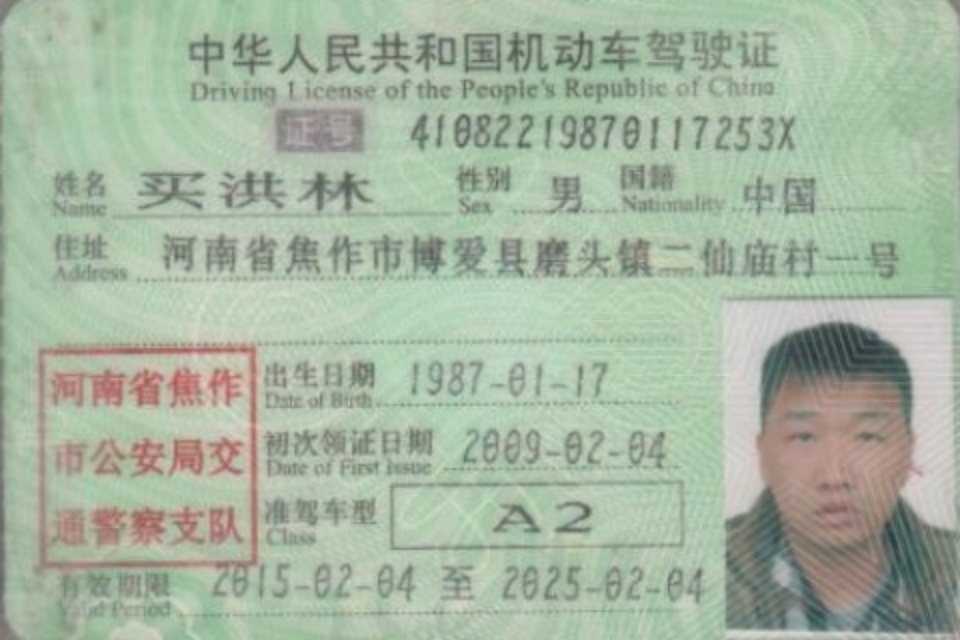 中华人民共和国机动车驾驶证
Driving License of the People's Republic of China
证号 41082219870117253X
姓名 买洪林 性别 男 国籍 中国
Name Sex Nationality
住址 河南省焦作市博爱县磨头镇二仙庙村一号
Address
河南省焦作
市公安局交
通警察支队
出生日期 1987-01-17
Date of Birth
初次领证日期 2009-02-04
Date of First Issue
准驾车型 A2
Class
有效期限 2015-02-04 至 2025-02-04
Valid Period